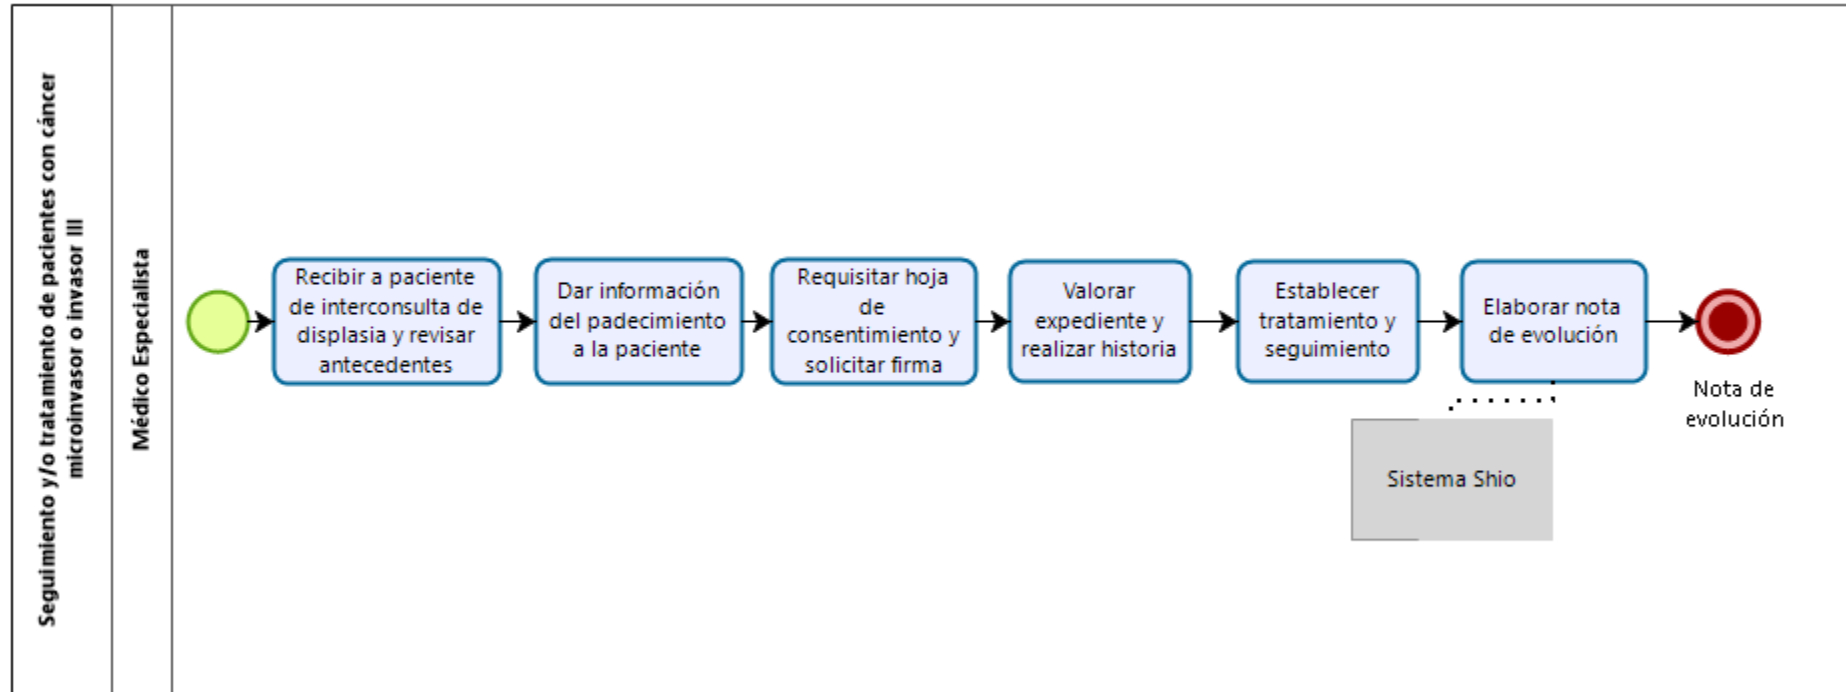 Seguimiento y/o tratamiento de pacientes con cáncer
microinvasor o invasor III
Médico Especialista
Recibir a paciente
de interconsulta de
displasia y revisar
antecedentes
Dar información
del padecimiento
a la paciente
Requisitar hoja
de
consentimiento y
solicitar firma
Valorar
expediente y
realizar historia
Establecer
tratamiento y
seguimiento
Elaborar nota
de evolución
Nota de
evolución
Sistema Shio